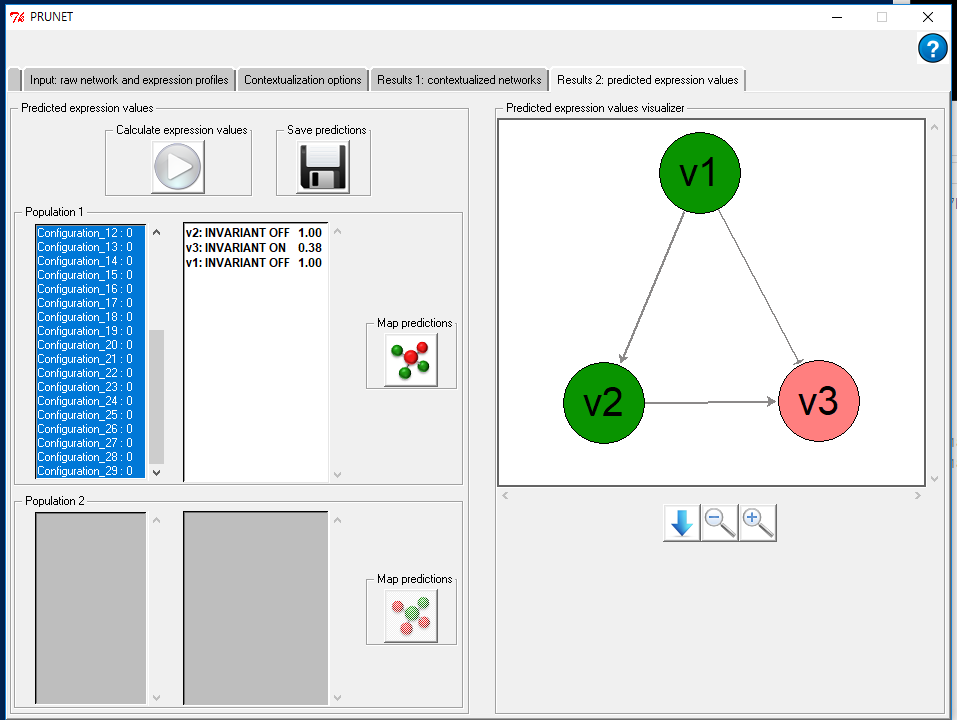 PRUNET
?
Input: raw network and expression profiles
Contextualization options
Results 1: contextualized networks
Results 2: predicted expression values
Predicted expression values
Calculate expression values
Save predictions
Population 1
Configuration_12 : 0
Configuration_13 : 0
Configuration_14 : 0
Configuration_15 : 0
Configuration_16 : 0
Configuration_17 : 0
Configuration_18 : 0
Configuration_19 : 0
Configuration_20 : 0
Configuration_21 : 0
Configuration_22 : 0
Configuration_23 : 0
Configuration_24 : 0
Configuration_25 : 0
Configuration_26 : 0
Configuration_27 : 0
Configuration_28 : 0
Configuration_29 : 0
v2: INVARIANT OFF 1.00
v3: INVARIANT ON 0.38
v1: INVARIANT OFF 1.00
Map predictions
Population 2
Map predictions
Predicted expression values visualizer
v1
v2
v3